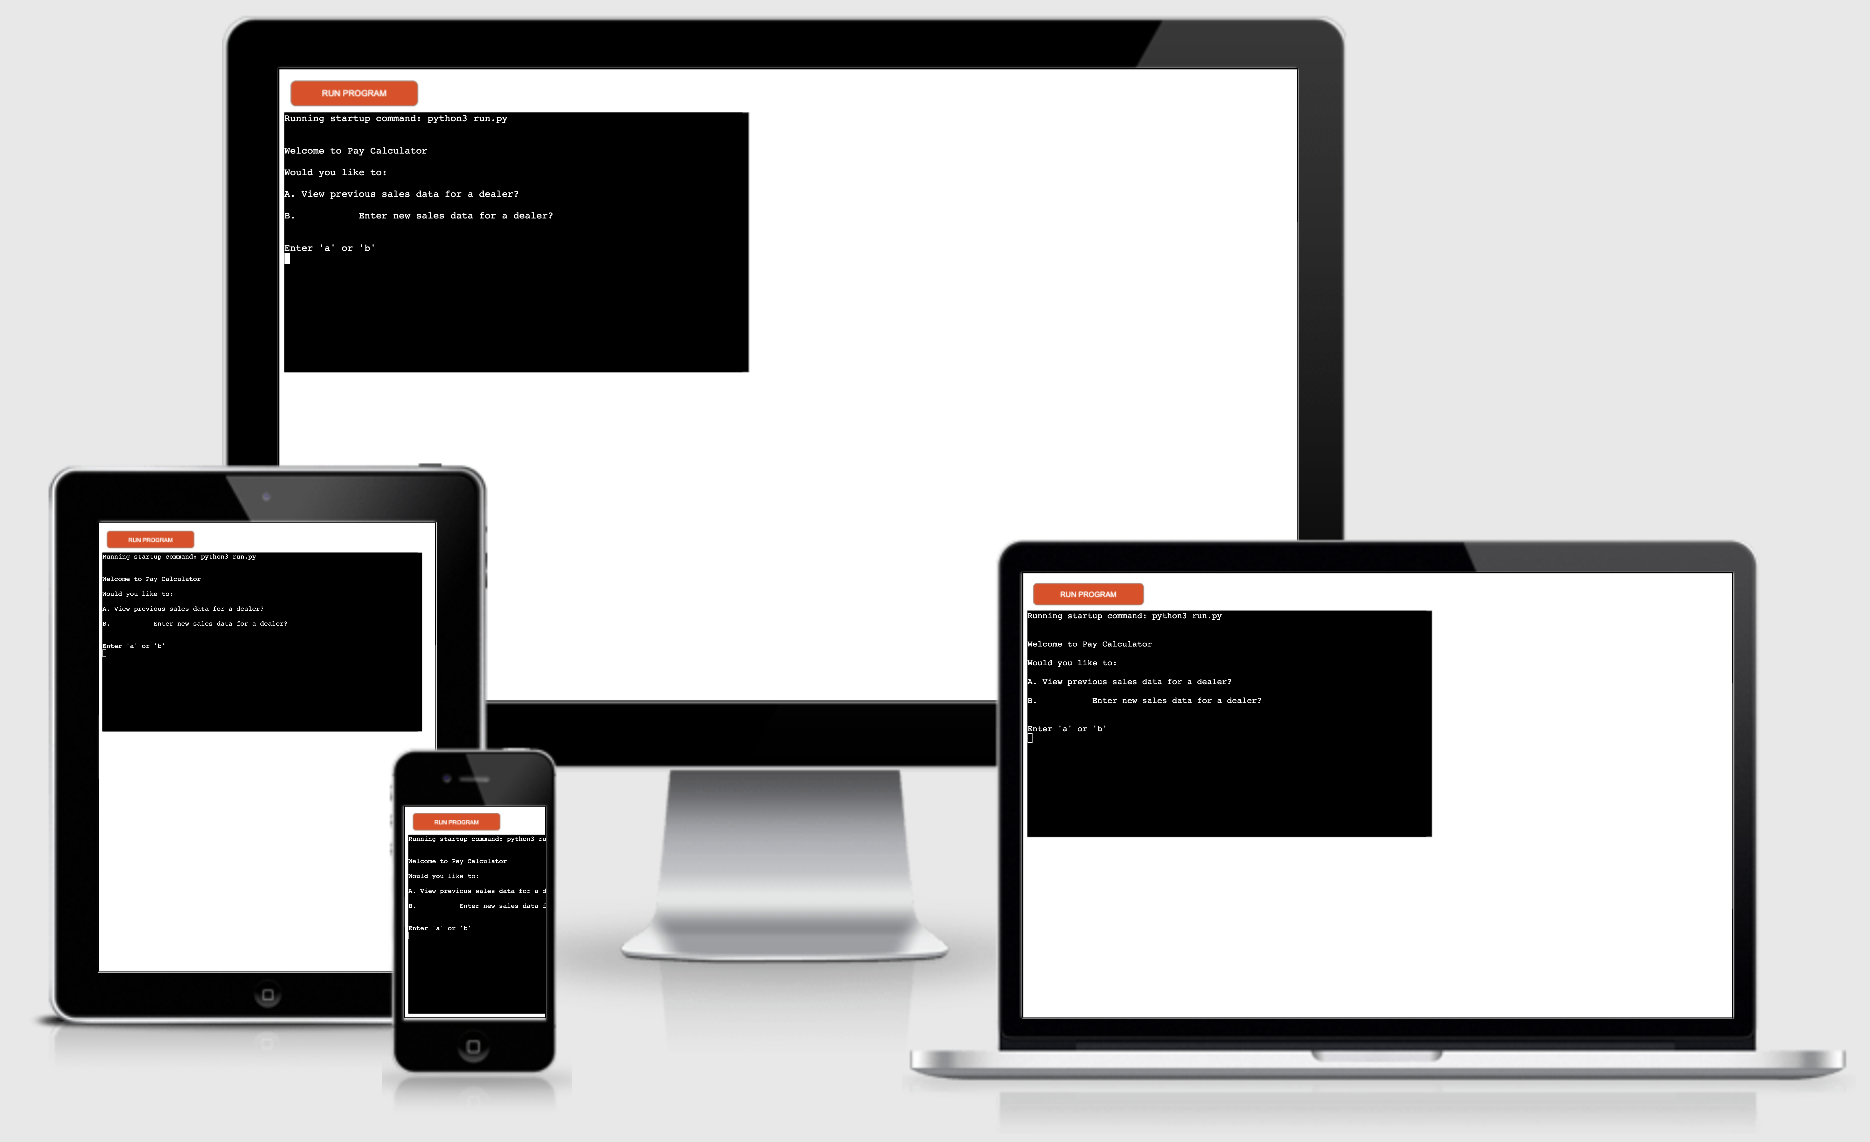 RUN PROGRAM
Running startup command: python3 run.py
Welcome to Pay Calculator
Would you like to:
A. View previous sales data for a dealer?
B.           Enter new sales data for a dealer?
Enter 'a' or 'b'
RUN PROGRAM
Running startup command: python3 run.py
Welcome to Pay Calculator
Would you like to:
A. View previous sales data for a dealer?
B.           Enter new sales data for a dealer?
Enter 'a' or 'b'
RUN PROGRAM
Running startup command: python3 ru
Welcome to Pay Calculator
Would you like to:
A. View previous sales data for a d
B.           Enter new sales data f
Enter 'a' or 'b'
RUN PROGRAM
Running startup command: python3 run.py
Welcome to Pay Calculator
Would you like to:
A. View previous sales data for a dealer?
B.           Enter new sales data for a dealer?
Enter 'a' or 'b'